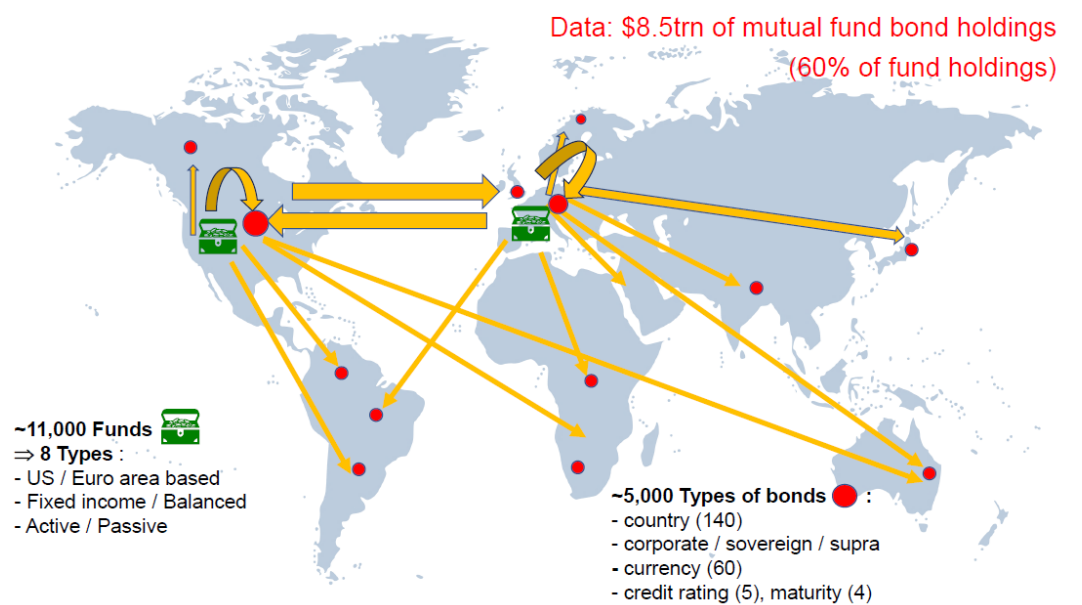 Data: $8.5trn of mutual fund bond holdings
(60% of fund holdings)
~11,000 Funds
⇒ 8 Types :
- US / Euro area based
- Fixed income / Balanced
- Active / Passive
~5,000 Types of bonds :
- country (140)
- corporate / sovereign / supra
- currency (60)
- credit rating (5), maturity (4)